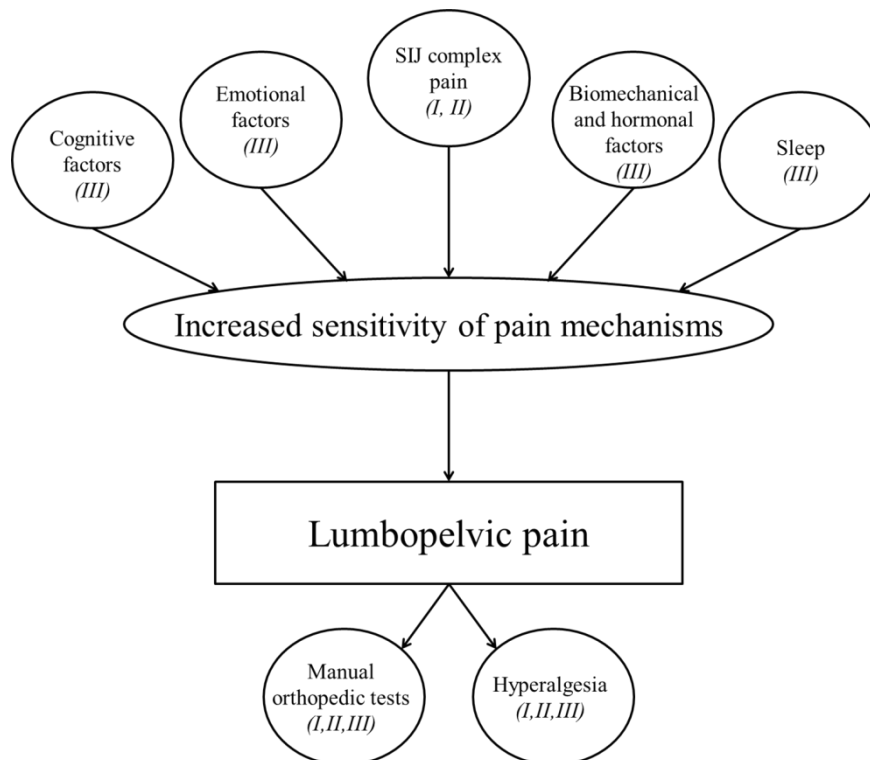 Cognitive
factors
(III)
Emotional
factors
(III)
SIJ complex
pain
(I, II)
Biomechanical
and hormonal
factors
(III)
Sleep
(III)
Increased sensitivity of pain mechanisms
Lumbopelvic pain
Manual
orthopedic tests
(I,II,III)
Hyperalgesia
(I,II,III)